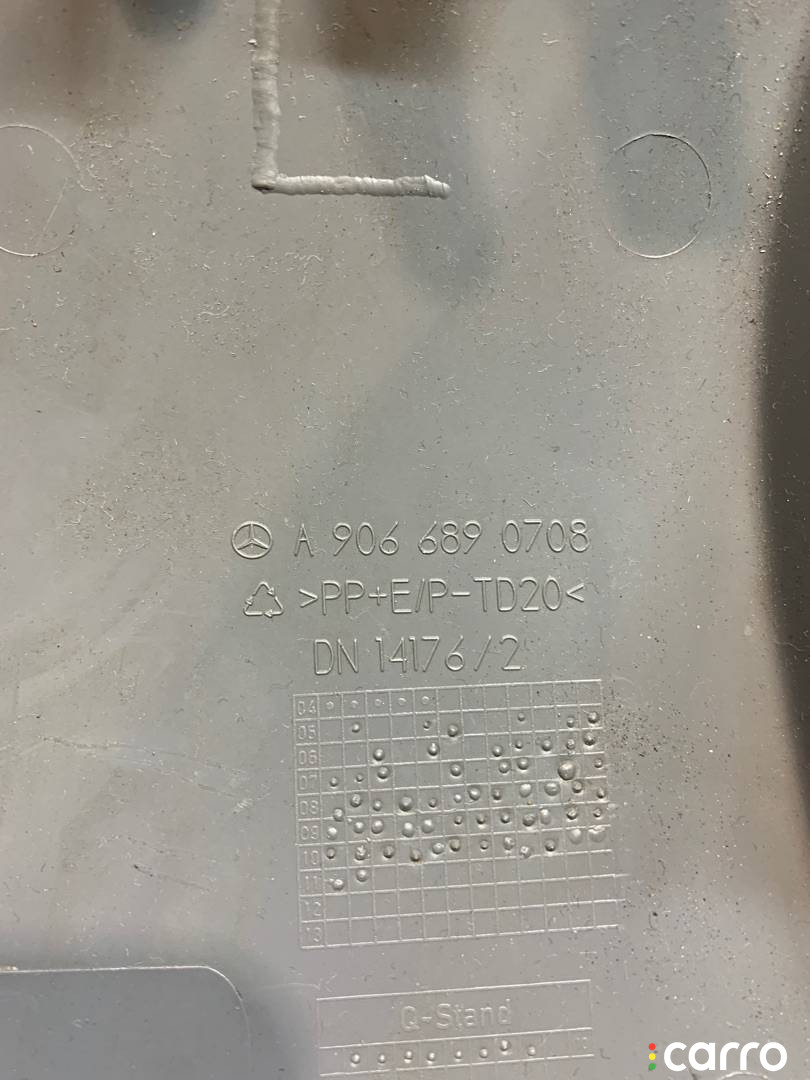 A 906 689 0708
>PP+E/P-TD20<
DN 14176/2
04
05
06
07
08
09
10
11
12
13
Q-Stand
carro